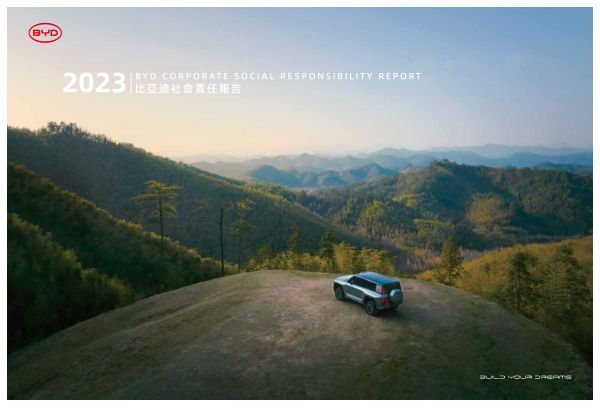 BYD
2023
BYD CORPORATE SOCIAL RESPONSIBILITY REPORT
比亞迪社會責任報告
BUILD YOUR DREAMS